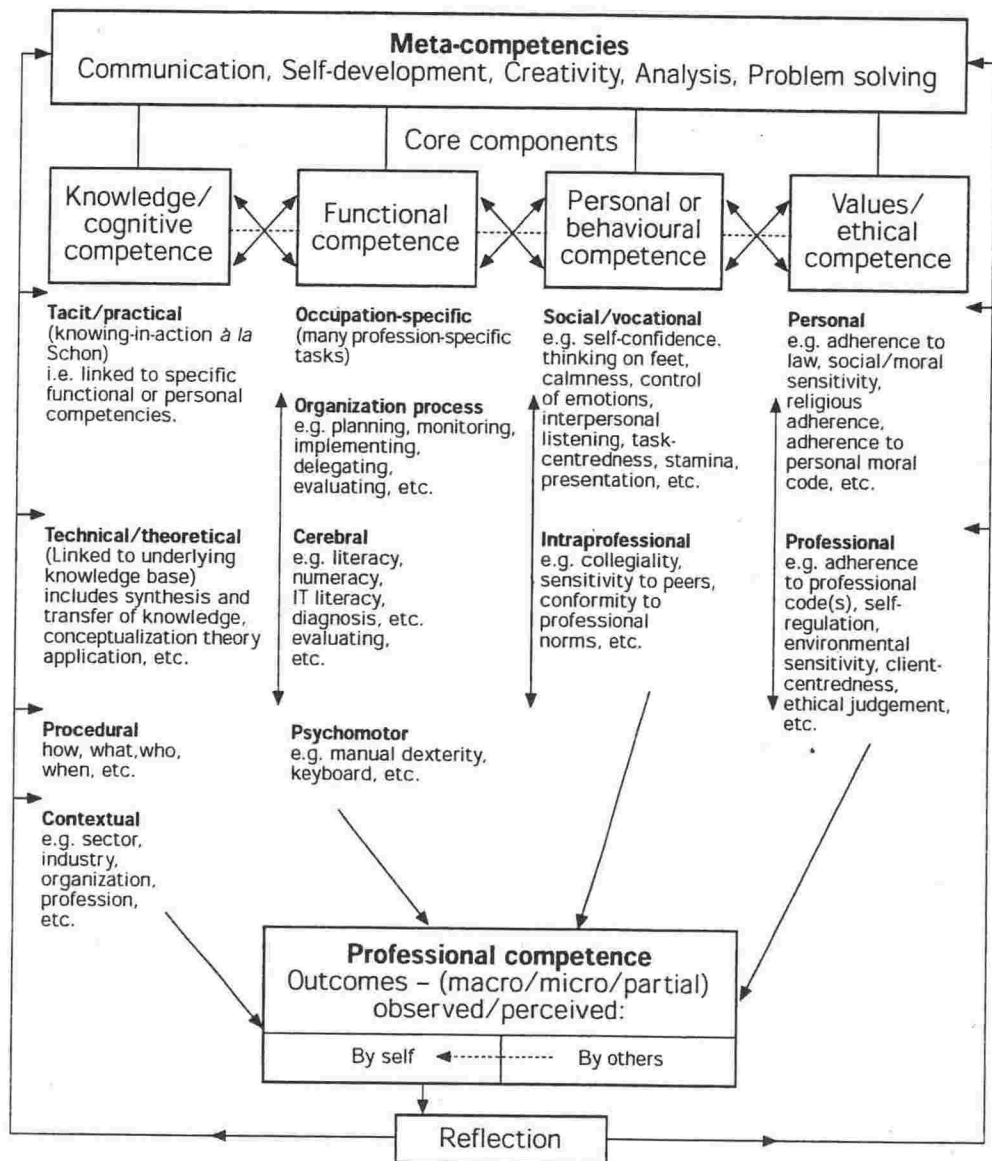 Meta-competencies
Communication, Self-development, Creativity, Analysis, Problem solving
Core components
Knowledge/
cognitive
competence
Functional
competence
Personal or
behavioural
competence
Values/
ethical
competence
Tacit/practical
(knowing-in-action à la
Schon)
i.e. linked to specific
functional or personal
competencies.
Technical/theoretical
(Linked to underlying
knowledge base)
includes synthesis and
transfer of knowledge,
conceptualization theory
application, etc.
Procedural
how, what,who,
when, etc.
Contextual
e.g. sector,
industry,
organization,
profession,
etc.
Occupation-specific
(many profession-specific
tasks)
Organization process
e.g. planning, monitoring,
implementing,
delegating,
evaluating, etc.
Cerebral
e.g. literacy,
numeracy,
IT literacy,
diagnosis, etc.
evaluating,
etc.
Psychomotor
e.g. manual dexterity,
keyboard, etc.
Social/vocational
e.g. self-confidence.
thinking on feet,
calmness, control
of emotions,
interpersonal
listening, task-
centredness, stamina,
presentation, etc.
Intraprofessional
e.g. collegiality,
sensitivity to peers,
conformity to
professional
norms, etc.
Personal
e.g. adherence to
law, social/moral
sensitivity,
religious
adherence,
adherence to
personal moral
code, etc.
Professional
e.g. adherence
to professional
code(s), self-
regulation,
environmental
sensitivity, client-
centredness,
ethical judgement,
etc.
Professional competence
Outcomes – (macro/micro/partial)
observed/perceived:
By self
By others
Reflection